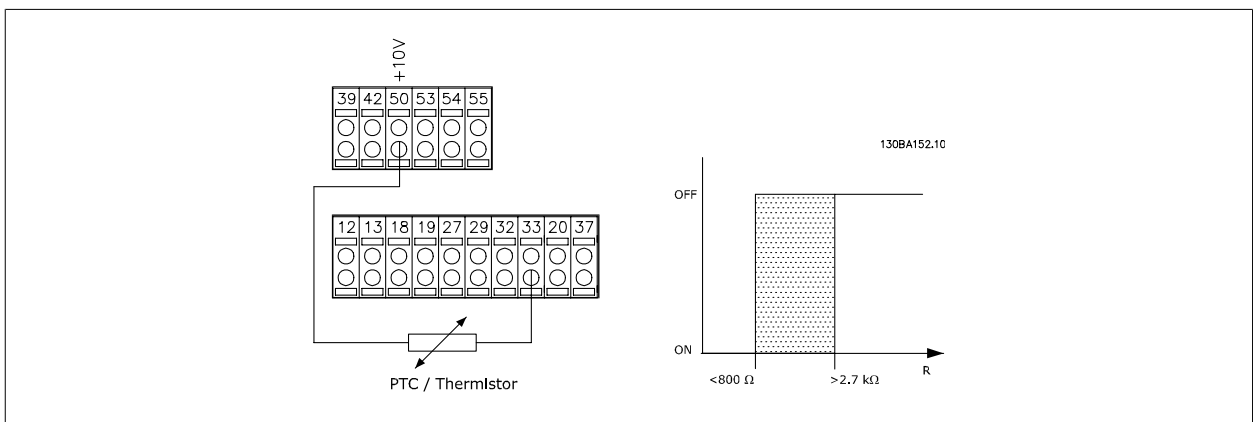 +10V
39 42 50 53 54 55
130BA152.10
OFF
12 13 18 19 27 29 32 33 20 37
ON
R
<800 Ω >2.7 kΩ
PTC / Thermistor